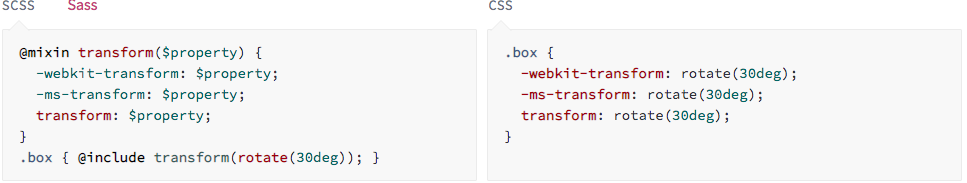 SCSS Sass
@mixin transform($property) {
  -webkit-transform: $property;
  -ms-transform: $property;
  transform: $property;
}
.box { @include transform(rotate(30deg)); }
CSS
.box {
  -webkit-transform: rotate(30deg);
  -ms-transform: rotate(30deg);
  transform: rotate(30deg);
}